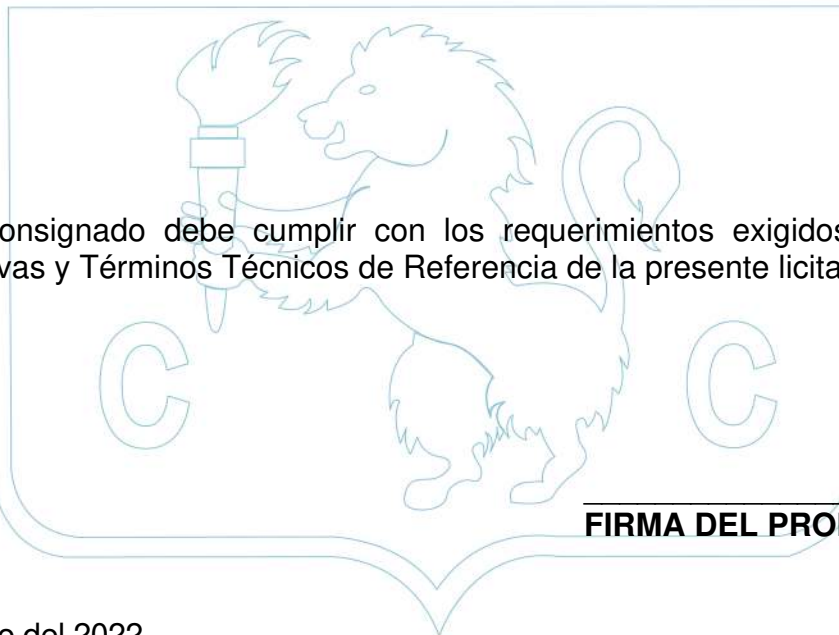 onsignado debe cumplir con los requerimientos exigidos
vas y Términos Técnicos de Referencia de la presente licita
C C
FIRMA DEL PRO
o del 2022